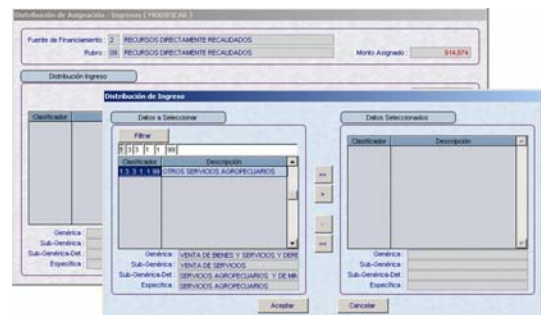 Distribución de Asignación - Ingresos ( MODIFICAR )
Fuente de Financiamiento : 2 RECURSOS DIRECTAMENTE RECAUDADOS
Rubro : 09 RECURSOS DIRECTAMENTE RECAUDADOS Monto Asignado : 914,874
Distribución Ingreso
Clasificador
Genérica :
Sub-Genérica :
Sub-Genérica-Det :
Específica :
Distribución de Ingreso
Datos a Seleccionar
Filtrar
1 3 3 1 1 99
Clasificador Descripción
1.3.3 1.1 99 OTROS SERVICIOS AGROPECUARIOS
Genérica : VENTA DE BIENES Y SERVICIOS Y DERE
Sub-Genérica : VENTA DE SERVICIOS
Sub-Genérica-Det : SERVICIOS AGROPECUARIOS Y DE MIN
Específica : SERVICIOS AGROPECUARIOS
Datos Seleccionados
Clasificador Descripción
Genérica :
Sub-Genérica :
Sub-Genérica-Det :
Específica :
Aceptar Cancelar